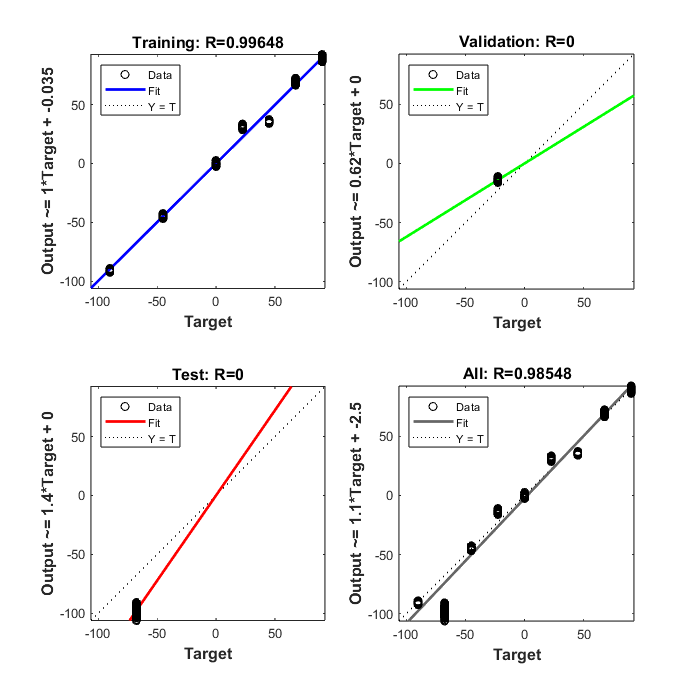 Training: R=0.99648
Output ~= 1*Target + -0.035
Data
Fit
Y = T
50
0
-50
-100
-100
-50
0
50
Target
Validation: R=0
Output ~= 0.62*Target + 0
Data
Fit
Y = T
50
0
-50
-100
-100
-50
0
50
Target
Test: R=0
Output ~= 1.4*Target + 0
Data
Fit
Y = T
50
0
-50
-100
-100
-50
0
50
Target
All: R=0.98548
Output ~= 1.1*Target + -2.5
Data
Fit
Y = T
50
0
-50
-100
-100
-50
0
50
Target